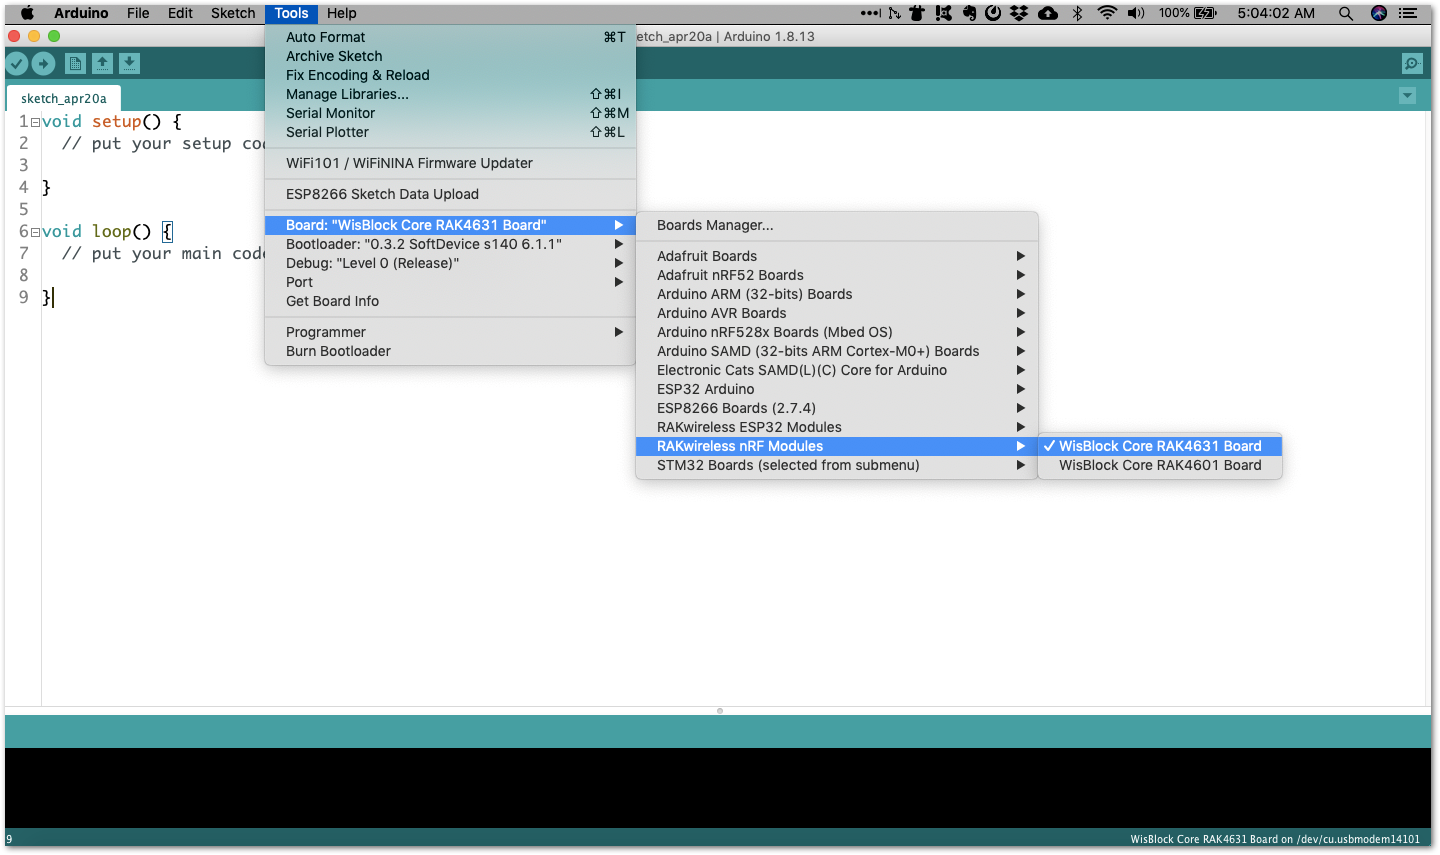 Arduino File Edit Sketch Tools Help 100% 5:04:02 AM
etch_apr20a | Arduino 1.8.13
sketch_apr20a
1 void setup() {
2 // put your setup co
3
4 }
5
6 void loop() {
7 // put your main code
8
9 }
Auto Format ⌘T
Archive Sketch
Fix Encoding & Reload
Manage Libraries... ⇧⌘I
Serial Monitor ⇧⌘M
Serial Plotter ⇧⌘L
WiFi101 / WiFiNINA Firmware Updater
ESP8266 Sketch Data Upload
Board: "WisBlock Core RAK4631 Board"
Bootloader: "0.3.2 SoftDevice s140 6.1.1"
Debug: "Level 0 (Release)"
Port
Get Board Info
Programmer
Burn Bootloader
Boards Manager...
Adafruit Boards
Adafruit nRF52 Boards
Arduino ARM (32-bits) Boards
Arduino AVR Boards
Arduino nRF528x Boards (Mbed OS)
Arduino SAMD (32-bits ARM Cortex-M0+) Boards
Electronic Cats SAMD(L)(C) Core for Arduino
ESP32 Arduino
ESP8266 Boards (2.7.4)
RAKwireless ESP32 Modules
RAKwireless nRF Modules
STM32 Boards (selected from submenu)
✓ WisBlock Core RAK4631 Board
WisBlock Core RAK4601 Board
9 WisBlock Core RAK4631 Board on /dev/cu.usbmodem14101